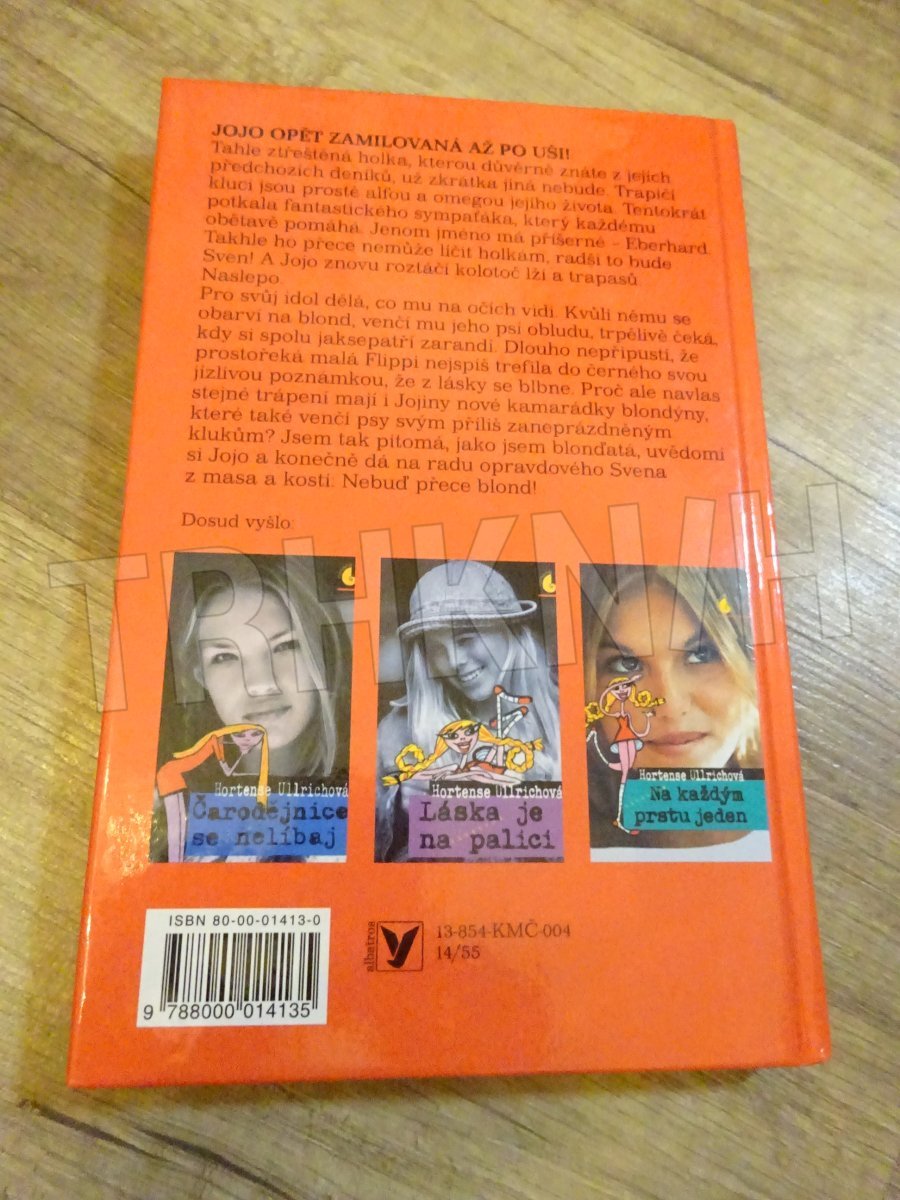 JOJO OPĚT ZAMILOVANÁ AŽ PO UŠI!
Tahle ztřeštěná holka, kterou důvěrně znáte z jejích
předchozích deníků, už zkrátka jiná nebude. Trapiči
kluci jsou prostě alfou a omegou jejího života. Tentokrát
potkala fantastického sympaťáka, který každému
obětavě pomáhá. Jenom jméno má příšerné – Eberhard.
Takhle ho přece nemůže líčit holkám, radši to bude
Sven! A Jojo znovu roztáčí kolotoč lží a trapasů.
Naslepo.
Pro svůj idol dělá, co mu na očích vidí. Kvůli němu se
obarví na blond, venčí mu jeho psí obludu, trpělivě čeká,
kdy si spolu jaksepatří zarandí. Dlouho nepřipustí, že
prostořeká malá Flippi nejspíš trefila do černého svou
jízlivou poznámkou, že z lásky se blbne. Proč ale navlas
stejné trápení mají i Jojiny nové kamarádky blondýny,
které také venčí psy svým příliš zaneprázdněným
klukům? Jsem tak pitomá, jako jsem blonďatá, uvědomí
si Jojo a konečně dá na radu opravdového Svena
z masa a kostí. Nebuď přece blond!
Dosud vyšlo:
TRHKNIH
Hortense Ullrichová
Čarodějnice
se nelíbaj
Hortense Ullrichová
Láska je
na palici
Hortense Ullrichová
Na každým
prstu jeden
ISBN 80-00-01413-0
9 788000 014135
albatros
13-854-KMČ-004
14/55